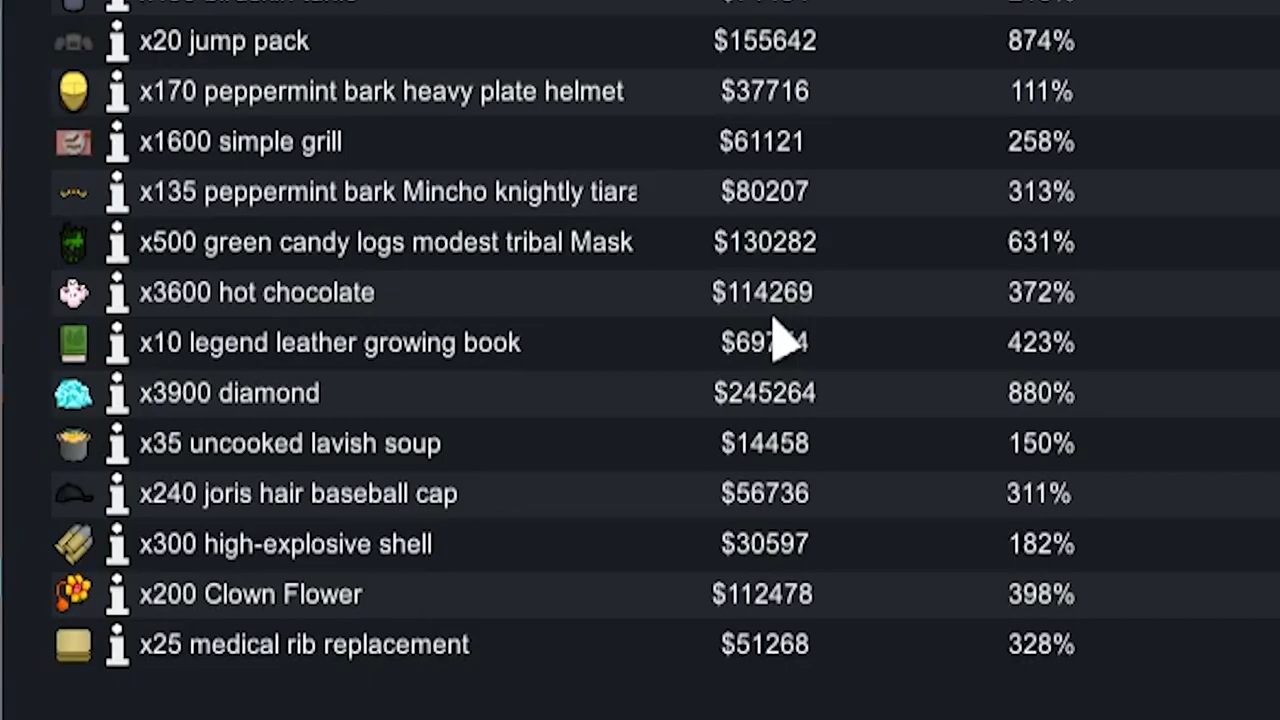 x20 jump pack $155642 874%
x170 peppermint bark heavy plate helmet $37716 111%
x1600 simple grill $61121 258%
x135 peppermint bark Mincho knightly tiara $80207 313%
x500 green candy logs modest tribal Mask $130282 631%
x3600 hot chocolate $114269 372%
x10 legend leather growing book 423%
x3900 diamond $245264 880%
x35 uncooked lavish soup $14458 150%
x240 joris hair baseball cap $56736 311%
x300 high-explosive shell $30597 182%
x200 Clown Flower $112478 398%
x25 medical rib replacement $51268 328%